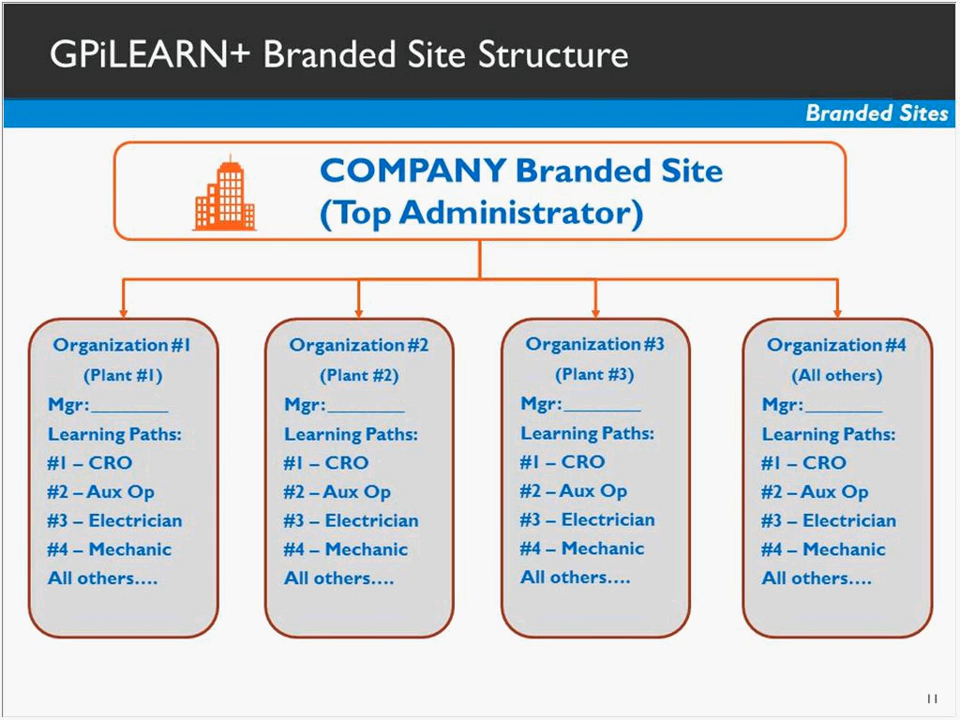 GPiLEARN+ Branded Site Structure
Branded Sites
COMPANY Branded Site
(Top Administrator)
Organization #1
(Plant #1)
Mgr: ________
Learning Paths:
#1 – CRO
#2 – Aux Op
#3 – Electrician
#4 – Mechanic
All others….
Organization #2
(Plant #2)
Mgr: ________
Learning Paths:
#1 – CRO
#2 – Aux Op
#3 – Electrician
#4 – Mechanic
All others….
Organization #3
(Plant #3)
Mgr: ________
Learning Paths:
#1 – CRO
#2 – Aux Op
#3 – Electrician
#4 – Mechanic
All others….
Organization #4
(All others)
Mgr: ________
Learning Paths:
#1 – CRO
#2 – Aux Op
#3 – Electrician
#4 – Mechanic
All others….
11